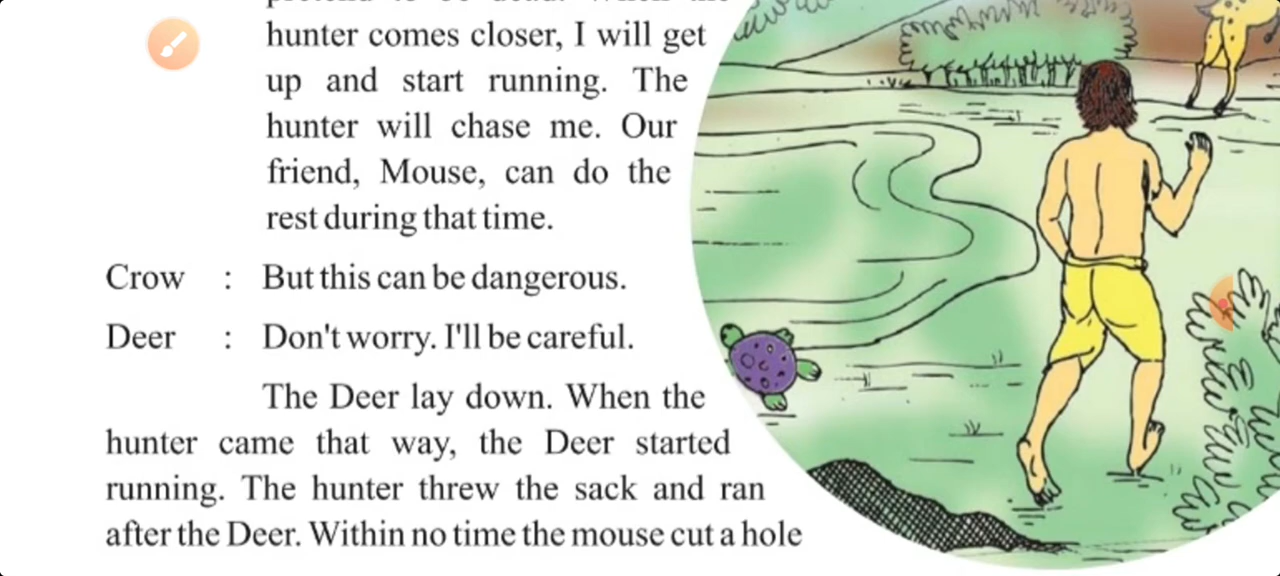 hunter comes closer, I will get
up and start running. The
hunter will chase me. Our
friend, Mouse, can do the
rest during that time.
Crow : But this can be dangerous.
Deer : Don't worry. I'll be careful.
The Deer lay down. When the
hunter came that way, the Deer started
running. The hunter threw the sack and ran
after the Deer. Within no time the mouse cut a hole